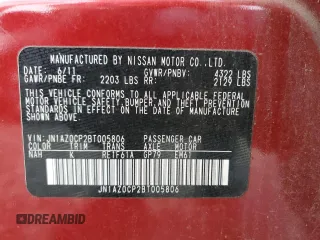 MANUFACTURED BY NISSAN MOTOR CO.,LTD.
DATE 6/11 GVWR/PNBV: 4322 LBS
GAWR/PNBE FR: 2203 LBS RR 2129 LBS
THIS VEHICLE CONFORMS TO ALL APPLICABLE FEDERAL
MOTOR VEHICLE SAFETY,BUMPER,AND THEFT PREVENTION
STANDARDS IN EFFECT ON THE DATE OF MANUFACTURE
SHOWN ABOVE.
VIN:JN1AZ0CP2BT005806 PASSENGER CAR
COLOR TRIM TRANS AXLE ENGINE
NAH K RE1F61A GP79 EM61
JN1AZ0CP2BT005806
DREAMBID